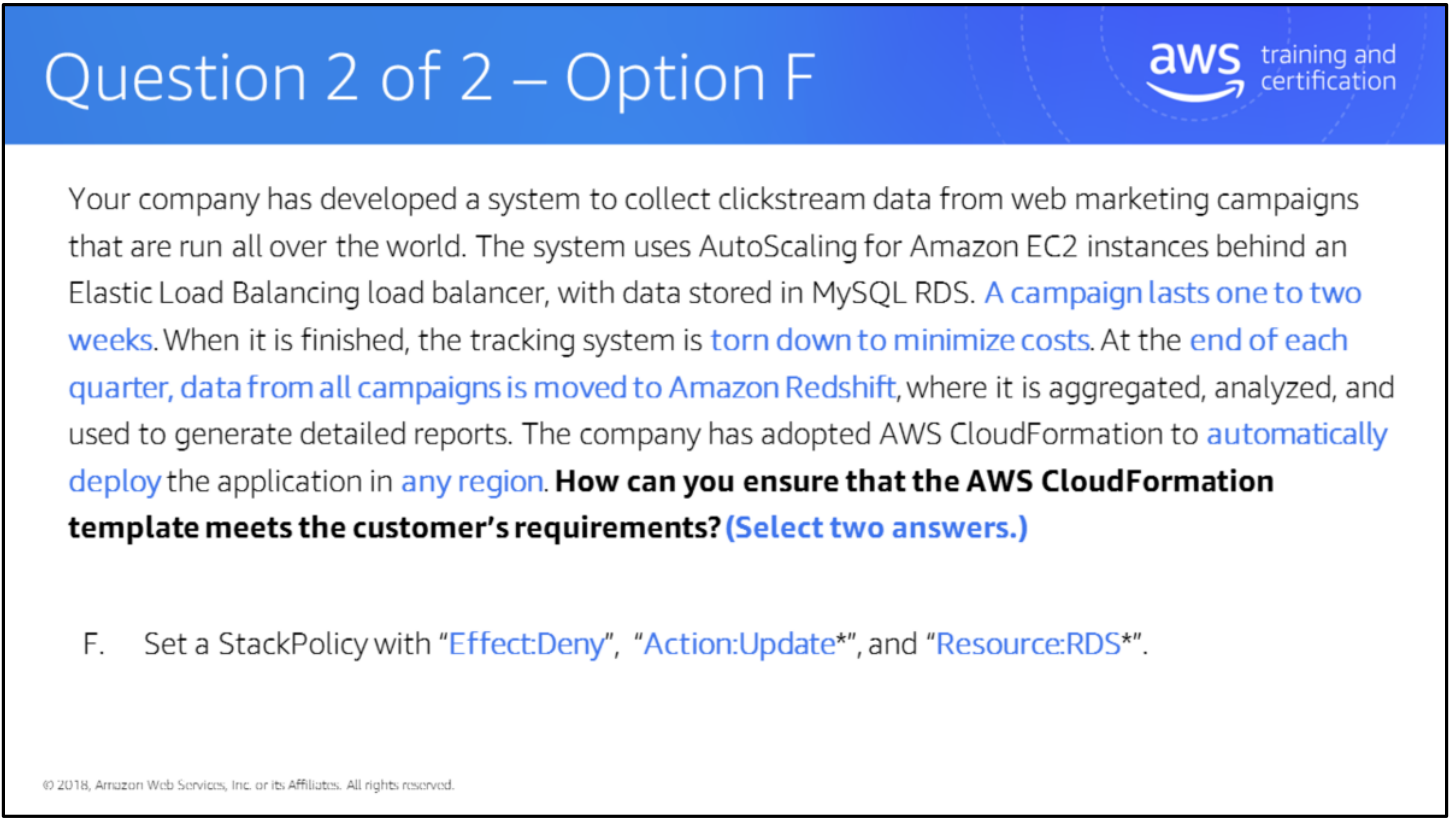 Question 2 of 2 – Option F
aws training and
certification
Your company has developed a system to collect clickstream data from web marketing campaigns
that are run all over the world. The system uses AutoScaling for Amazon EC2 instances behind an
Elastic Load Balancing load balancer, with data stored in MySQL RDS. A campaign lasts one to two
weeks. When it is finished, the tracking system is torn down to minimize costs. At the end of each
quarter, data from all campaigns is moved to Amazon Redshift, where it is aggregated, analyzed, and
used to generate detailed reports. The company has adopted AWS CloudFormation to automatically
deploy the application in any region. How can you ensure that the AWS CloudFormation
template meets the customer’s requirements? (Select two answers.)
F. Set a StackPolicy with “Effect:Deny”, “Action:Update*”, and “Resource:RDS*”.
© 2018, Amazon Web Services, Inc. or its Affiliates. All rights reserved.